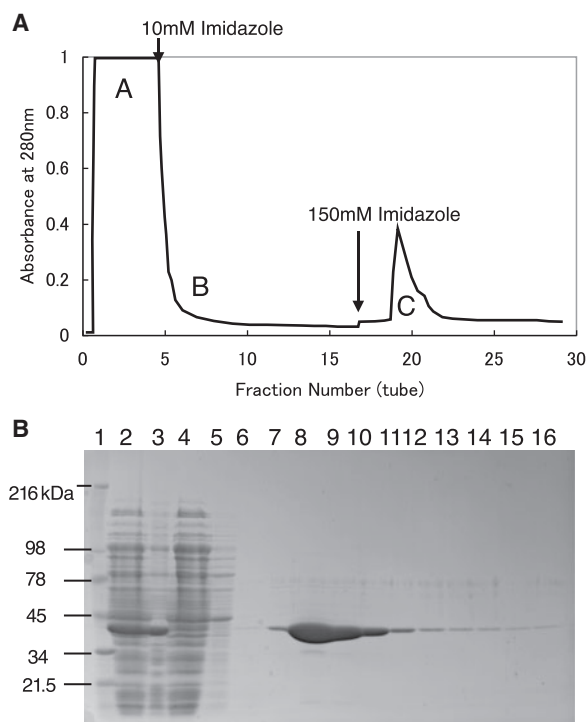 A
10mM Imidazole
1
A
0.8
0.6
150mM Imidazole
0.4
B
0.2
C
0
0 5 10 15 20 25 30
Absorbance at 280nm
Fraction Number (tube)
B
1 2 3 4 5 6 7 8 9 10 11 12 13 14 15 16
216 kDa
98
78
45
34
21.5